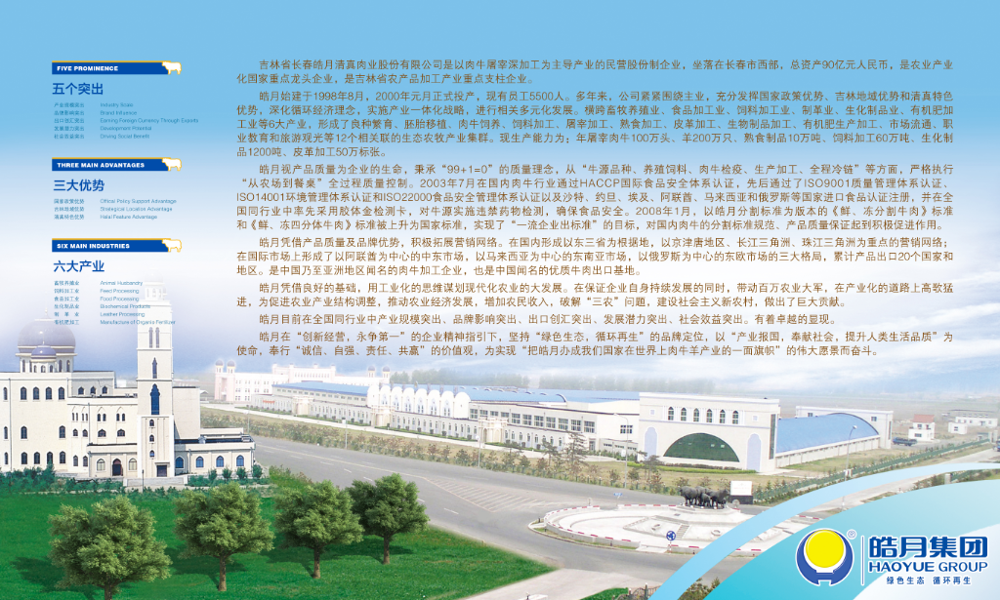 FIVE PROMINENCE
五个突出
产业规模突出 Industry Scale
品牌影响突出 Brand Influence
出口创汇突出 Earning Foreign Currency Through Exports
发展潜力突出 Development Potential
社会效益突出 Driving Social Benefit
THREE MAIN ADVANTAGES
三大优势
国家政策优势 Official Policy Support Advantage
吉林地域优势 Strategical Location Advantage
清真特色优势 Halal Feature Advantage
SIX MAIN INDUSTRIES
六大产业
畜牧养殖业 Animal Husbandry
饲料加工业 Feed Processing
食品加工业 Food Processing
生化制品业 Biochemical Products
制革业 Leather Processing
有机肥加工 Manufacture of Organic Fertilizer
吉林省长春皓月清真肉业股份有限公司是以肉牛屠宰深加工为主导产业的民营股份制企业，坐落在长春市西部，总资产90亿元人民币，是农业产业
化国家重点龙头企业，是吉林省农产品加工产业重点支柱企业。
皓月始建于1998年8月，2000年元月正式投产，现有员工5500人。多年来，公司紧紧围绕主业，充分发挥国家政策优势、吉林地域优势和清真特色
优势，深化循环经济理念，实施产业一体化战略，进行相关多元化发展。横跨畜牧养殖业、食品加工业、饲料加工业、制革业、生化制品业、有机肥加
工业等6大产业，形成了良种繁育、胚胎移植、肉牛饲养、饲料加工、屠宰加工、熟食加工、皮革加工、生物制品加工、有机肥生产加工、市场流通、职
业教育和旅游观光等12个相关联的生态农牧产业集群。现生产能力为：年屠宰肉牛100万头、羊200万只、熟食制品10万吨、饲料加工60万吨、生化制
品1200吨、皮革加工50万标张。
皓月视产品质量为企业的生命，秉承“99+1=0”的质量理念，从“牛源品种、养殖饲料、肉牛检疫、生产加工、全程冷链”等方面，严格执行
“从农场到餐桌”全过程质量控制。2003年7月在国内肉牛行业通过HACCP国际食品安全体系认证，先后通过了ISO9001质量管理体系认证、
ISO14001环境管理体系认证和ISO22000食品安全管理体系认证以及沙特、约旦、埃及、阿联酋、马来西亚和俄罗斯等国家进口食品认证注册，并在全
国同行业中率先采用胶体金检测卡，对牛源实施违禁药物检测，确保食品安全。2008年1月，以皓月分割标准为版本的《鲜、冻分割牛肉》标准
和《鲜、冻四分体牛肉》标准被上升为国家标准，实现了“一流企业出标准”的目标，对国内肉牛的分割标准规范、产品质量保证起到积极促进作用。
皓月凭借产品质量及品牌优势，积极拓展营销网络。在国内形成以东三省为根据地，以京津唐地区、长江三角洲、珠江三角洲为重点的营销网络；
在国际市场上形成了以阿联酋为中心的中东市场，以马来西亚为中心的东南亚市场，以俄罗斯为中心的东欧市场的三大格局，累计产品出口20个国家和
地区。是中国乃至亚洲地区闻名的肉牛加工企业，也是中国闻名的优质牛肉出口基地。
皓月凭借良好的基础，用工业化的思维谋划现代化农业的大发展。在保证企业自身持续发展的同时，带动百万农业大军，在产业化的道路上高歌猛
进，为促进农业产业结构调整，推动农业经济发展，增加农民收入，破解“三农”问题，建设社会主义新农村，做出了巨大贡献。
皓月目前在全国同行业中产业规模突出、品牌影响突出、出口创汇突出、发展潜力突出、社会效益突出。有着卓越的显现。
皓月在“创新经营，永争第一”的企业精神指引下，坚持“绿色生态，循环再生”的品牌定位，以“产业报国，奉献社会，提升人类生活品质”为
使命，奉行“诚信、自强、责任、共赢”的价值观，为实现“把皓月办成我们国家在世界上肉牛羊产业的一面旗帜”的伟大愿景而奋斗。
皓月集团
HAOYUE GROUP
绿色生态 循环再生